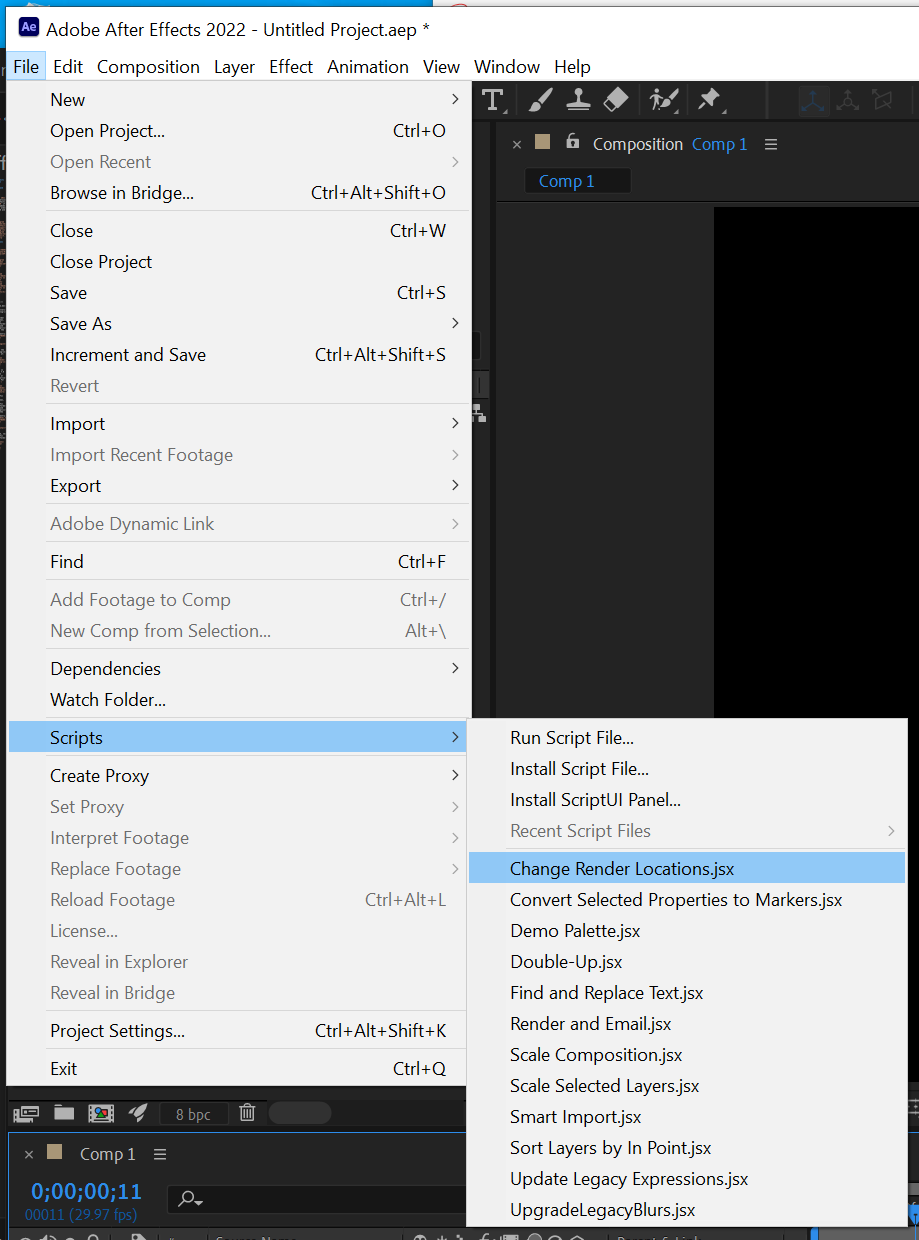 Ae Adobe After Effects 2022 - Untitled Project.aep *
File Edit Composition Layer Effect Animation View Window Help
New
Open Project... Ctrl+O
Open Recent
Browse in Bridge... Ctrl+Alt+Shift+O
Close Ctrl+W
Close Project
Save Ctrl+S
Save As
Increment and Save Ctrl+Alt+Shift+S
Revert
Import
Import Recent Footage
Export
Adobe Dynamic Link
Find Ctrl+F
Add Footage to Comp Ctrl+/
New Comp from Selection... Alt+\
Dependencies
Watch Folder...
Scripts
Create Proxy
Set Proxy
Interpret Footage
Replace Footage
Reload Footage Ctrl+Alt+L
License...
Reveal in Explorer
Reveal in Bridge
Project Settings... Ctrl+Alt+Shift+K
Exit Ctrl+Q
Composition Comp 1
Comp 1
Run Script File...
Install Script File...
Install ScriptUI Panel...
Recent Script Files
Change Render Locations.jsx
Convert Selected Properties to Markers.jsx
Demo Palette.jsx
Double-Up.jsx
Find and Replace Text.jsx
Render and Email.jsx
Scale Composition.jsx
Scale Selected Layers.jsx
Smart Import.jsx
Sort Layers by In Point.jsx
Update Legacy Expressions.jsx
UpgradeLegacyBlurs.jsx
8 bpc
Comp 1
0;00;00;11
00011 (29.97 fps)